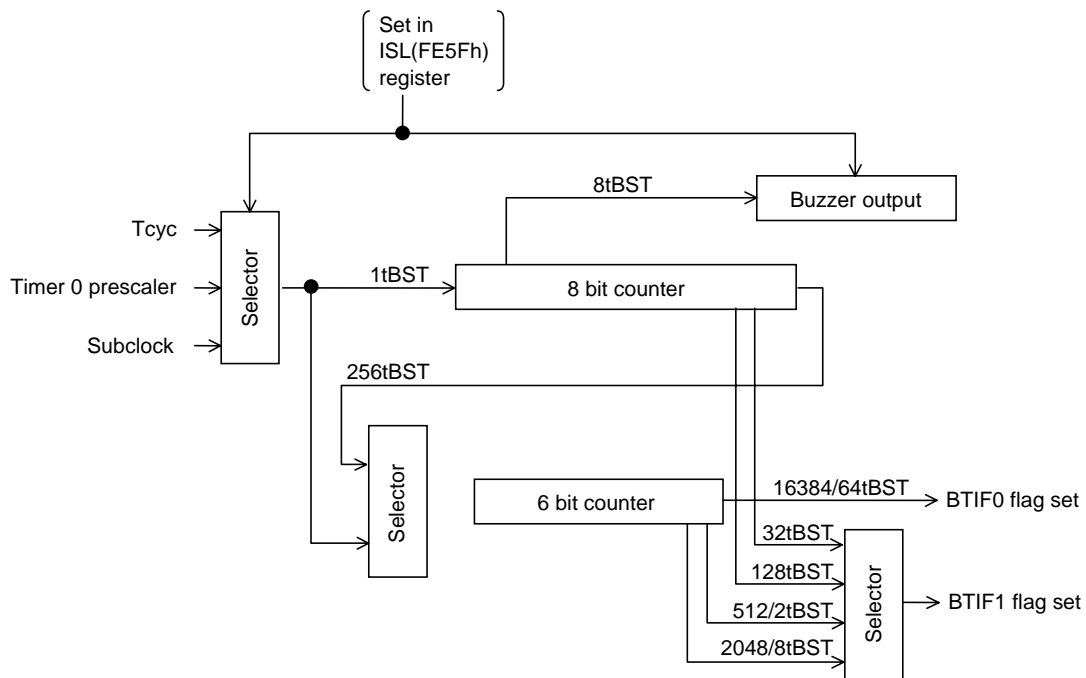 Set in
ISL(FE5Fh)
register
8tBST
Buzzer output
Tcyc
Timer 0 prescaler
Subclock
Selector
1tBST
8 bit counter
256tBST
Selector
6 bit counter
16384/64tBST
BTIF0 flag set
32tBST
128tBST
512/2tBST
2048/8tBST
Selector
BTIF1 flag set